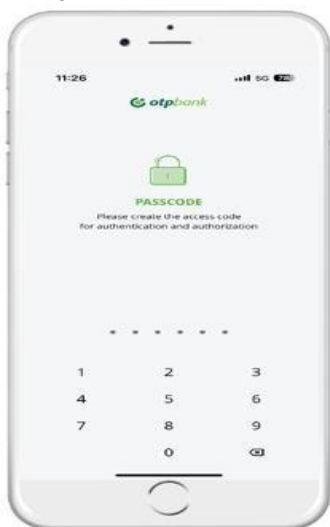 11:26 5G
otpbank
PASSCODE
Please create the access code
for authentication and authorization
1 2 3
4 5 6
7 8 9
0